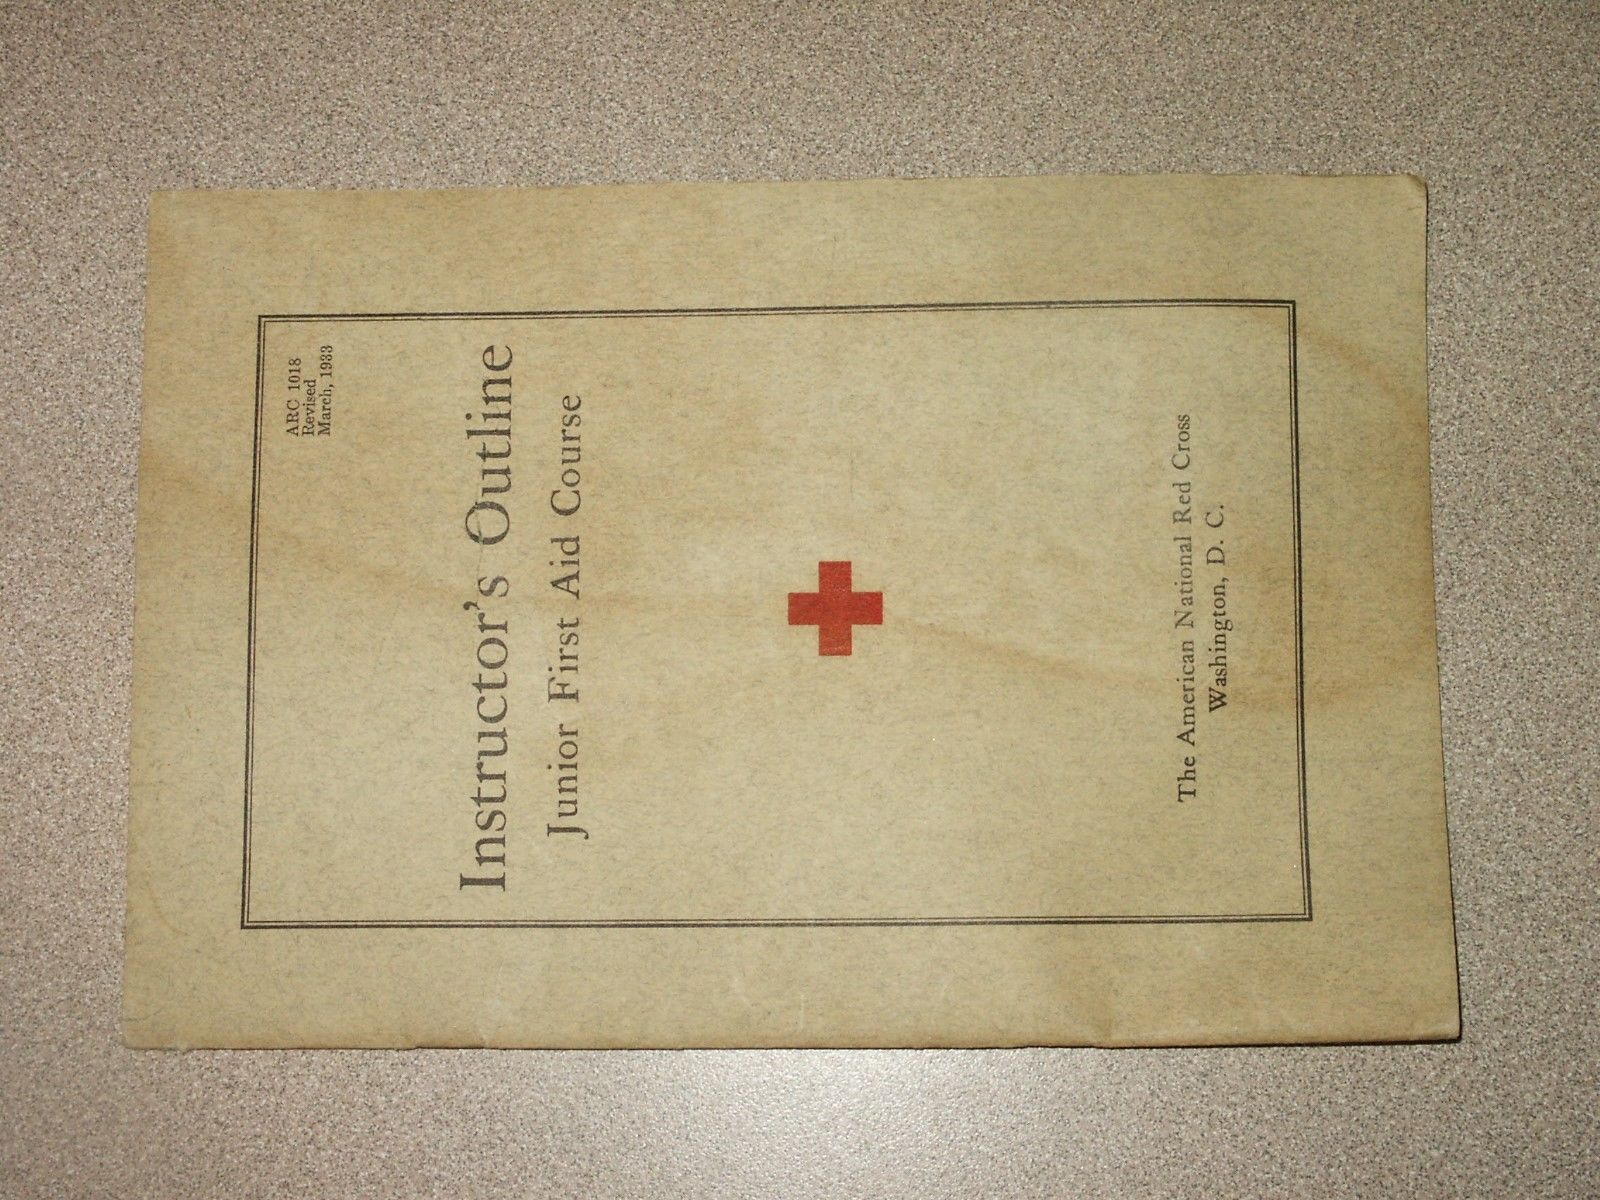 ARC 1018
Revised
March, 1933
Instructor's Outline
Junior First Aid Course
The American National Red Cross
Washington, D. C.